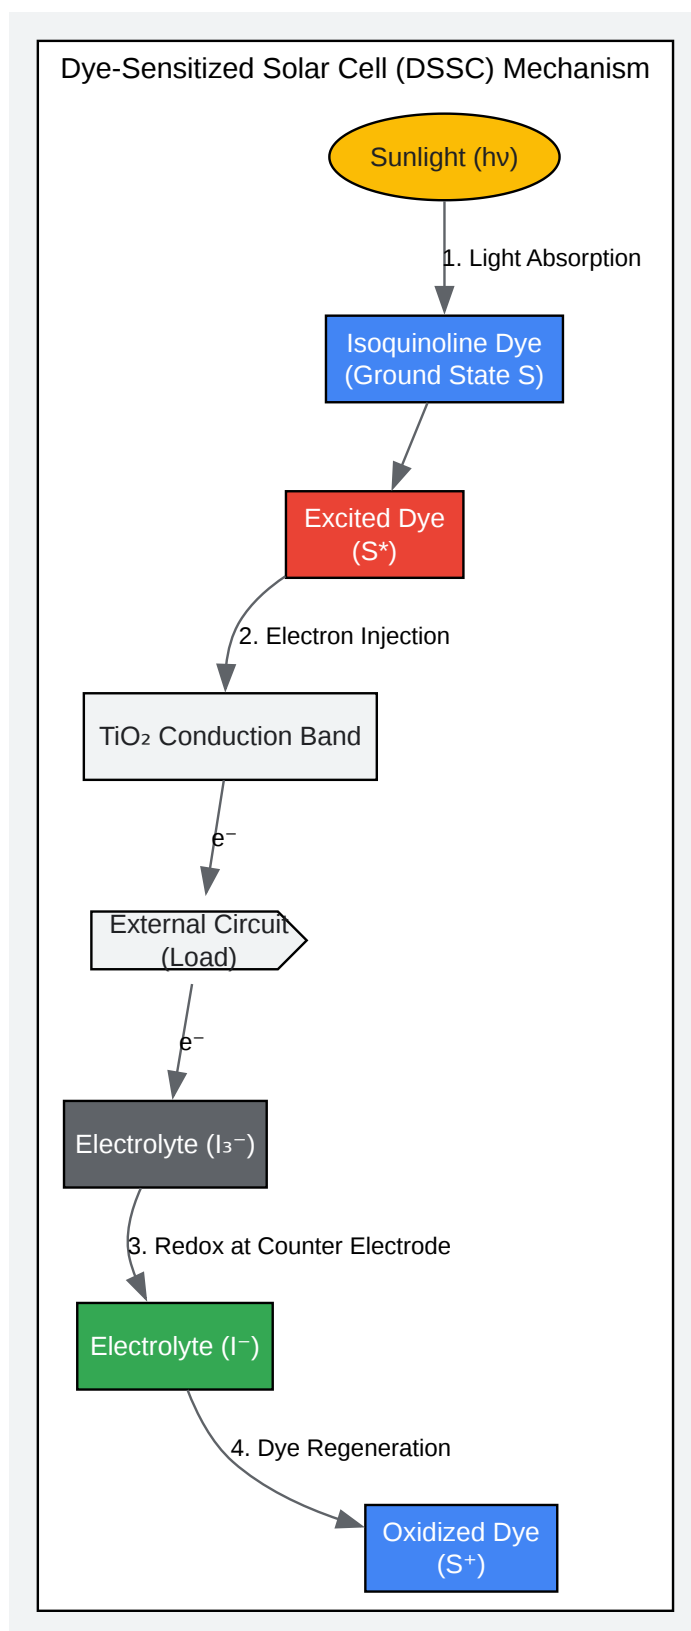 Dye-Sensitized Solar Cell (DSSC) Mechanism
Sunlight (hν)
1. Light Absorption
Isoquinoline Dye
(Ground State S)
Excited Dye
(S*)
2. Electron Injection
TiO₂ Conduction Band
e⁻
External Circuit
(Load)
e⁻
Electrolyte (I₃⁻)
3. Redox at Counter Electrode
Electrolyte (I⁻)
4. Dye Regeneration
Oxidized Dye
(S⁺)